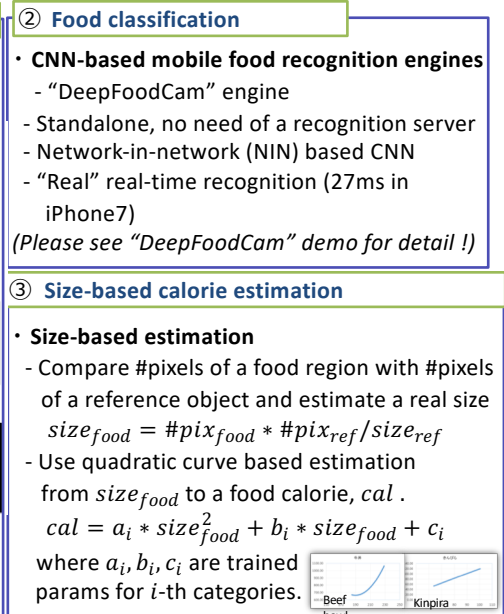 ② Food classification
・CNN-based mobile food recognition engines
- “DeepFoodCam” engine
- Standalone, no need of a recognition server
- Network-in-network (NIN) based CNN
- “Real” real-time recognition (27ms in
iPhone7)
(Please see “DeepFoodCam” demo for detail !)
③ Size-based calorie estimation
・Size-based estimation
- Compare #pixels of a food region with #pixels
of a reference object and estimate a real size
size_food = #pix_food * #pix_ref/size_ref
- Use quadratic curve based estimation
from size_food to a food calorie, cal .
cal = a_i * size_food^2 + b_i * size_food + c_i
where a_i, b_i, c_i are trained
params for i-th categories.
Beef
Kinpira